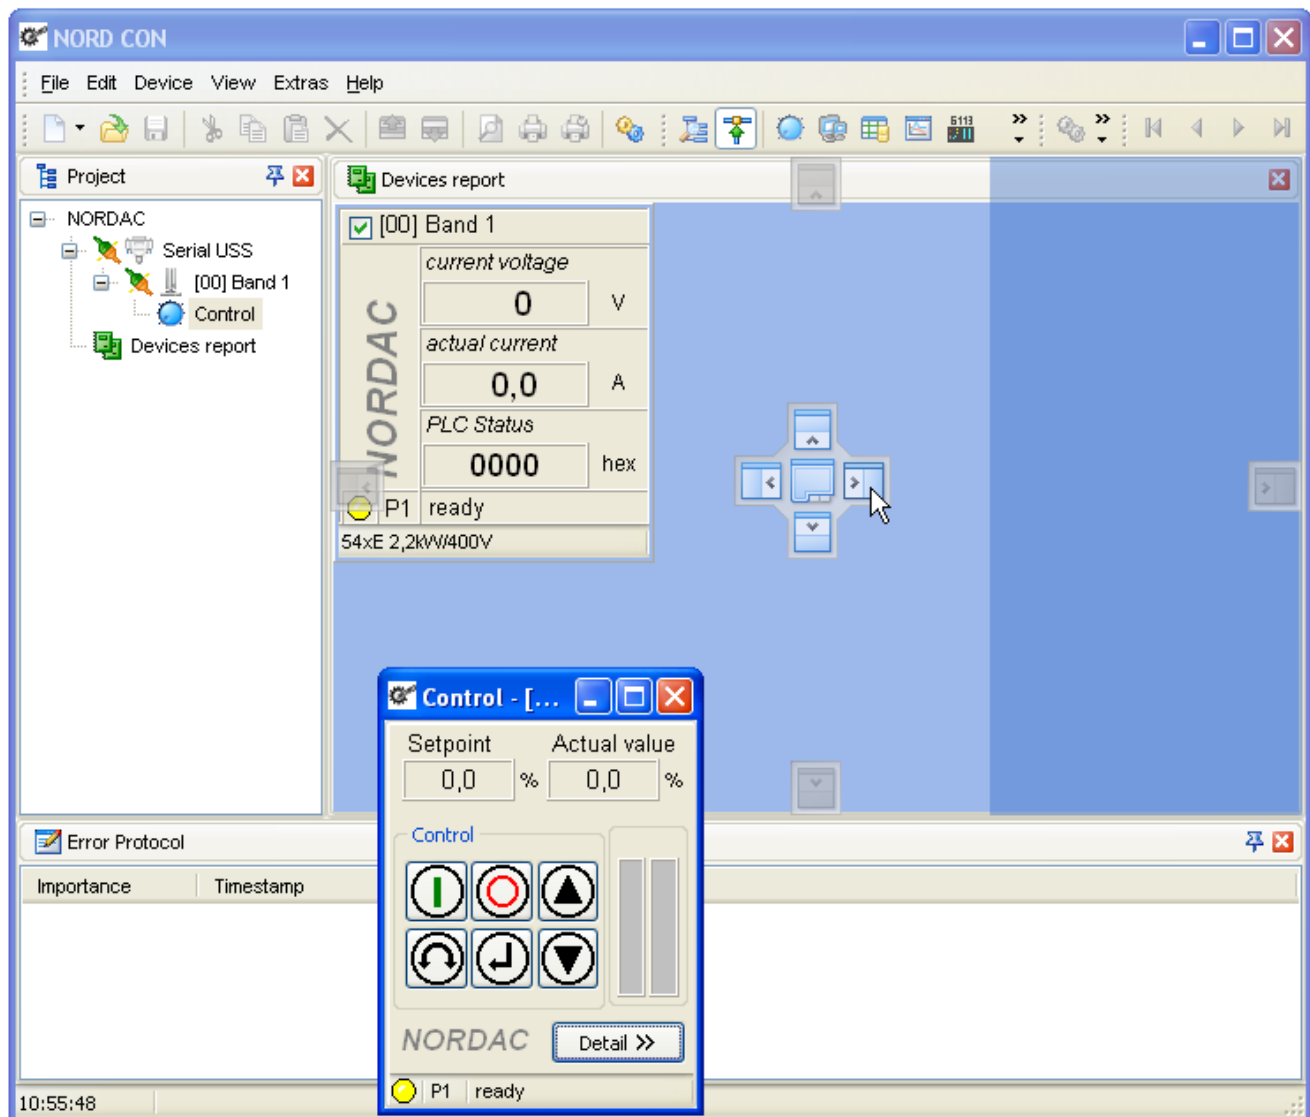 NORD CON
File Edit Device View Extras Help
6113
Project
Devices report
NORDAC
Serial USS
[00] Band 1
Control
Devices report
[00] Band 1
NORDAC
current voltage
0 V
actual current
0,0 A
PLC Status
0000 hex
P1 ready
54xE 2,2kW/400V
Control - [...
Setpoint Actual value
0,0 % 0,0 %
Control
NORDAC Detail >>
P1 ready
Error Protocol
Importance Timestamp
10:55:48